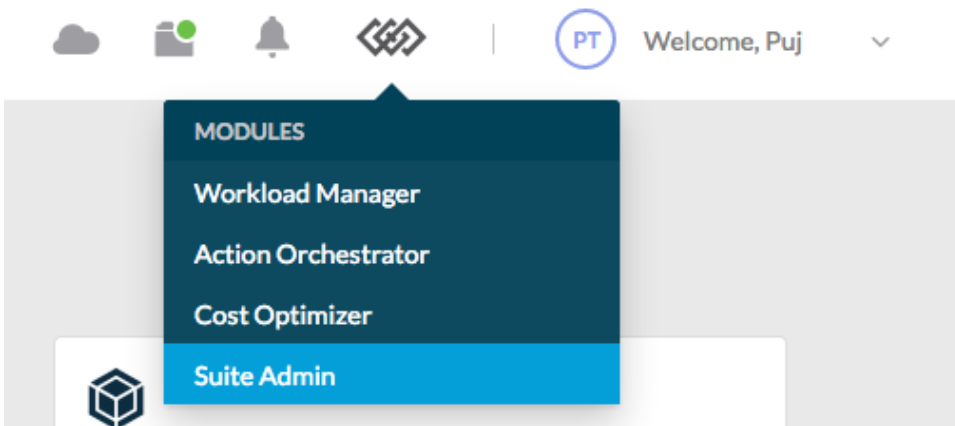 PT Welcome, Puj
MODULES
Workload Manager
Action Orchestrator
Cost Optimizer
Suite Admin